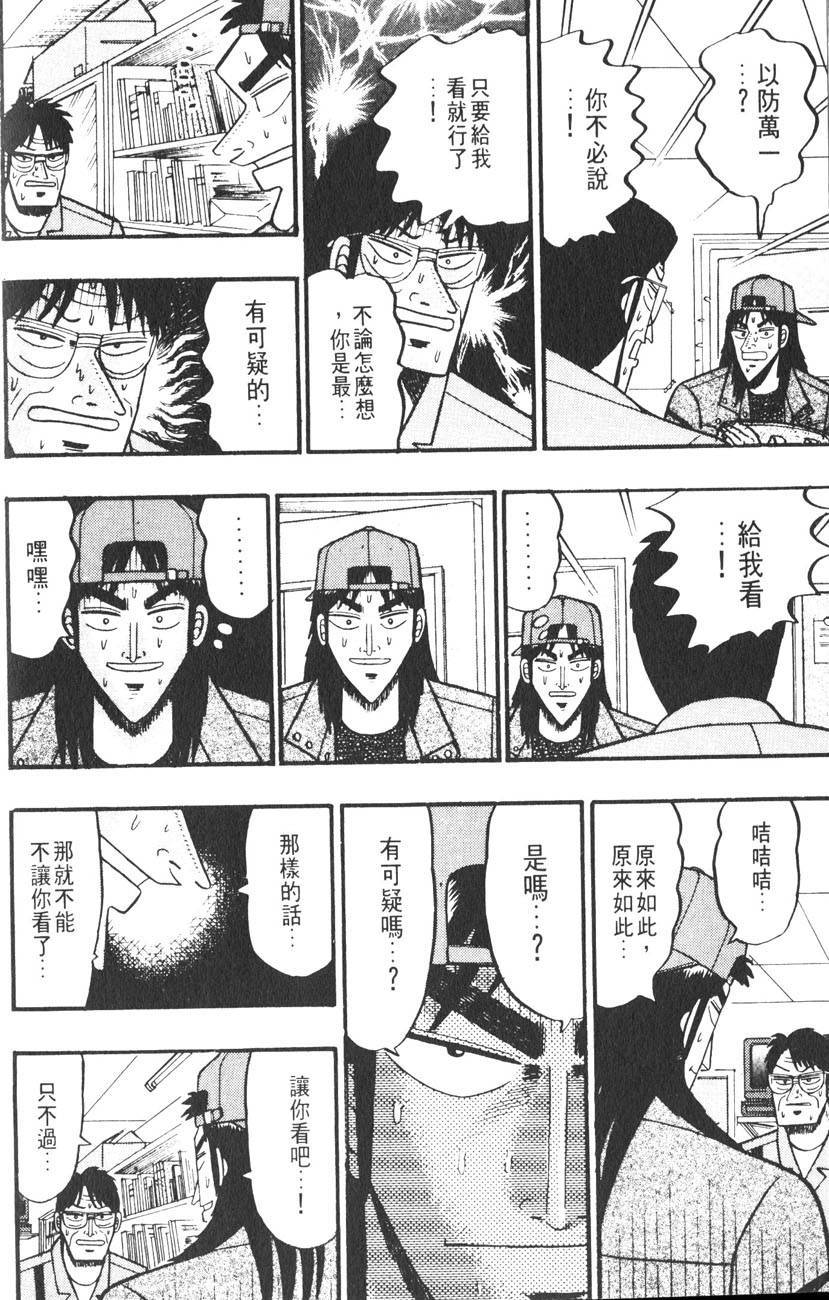 以防萬一
…?
你不必說
…!
只要給我
看就行了
…!
不論怎麼想
，你是最…
有可疑的…
給我看
…!
………
………
嘿嘿…
咭咭咭…
原來如此，
原來如此…
是嗎…?
有可疑嗎…?
那樣的話…
那就不能
不讓你看了…
讓你看吧…!
只不過…